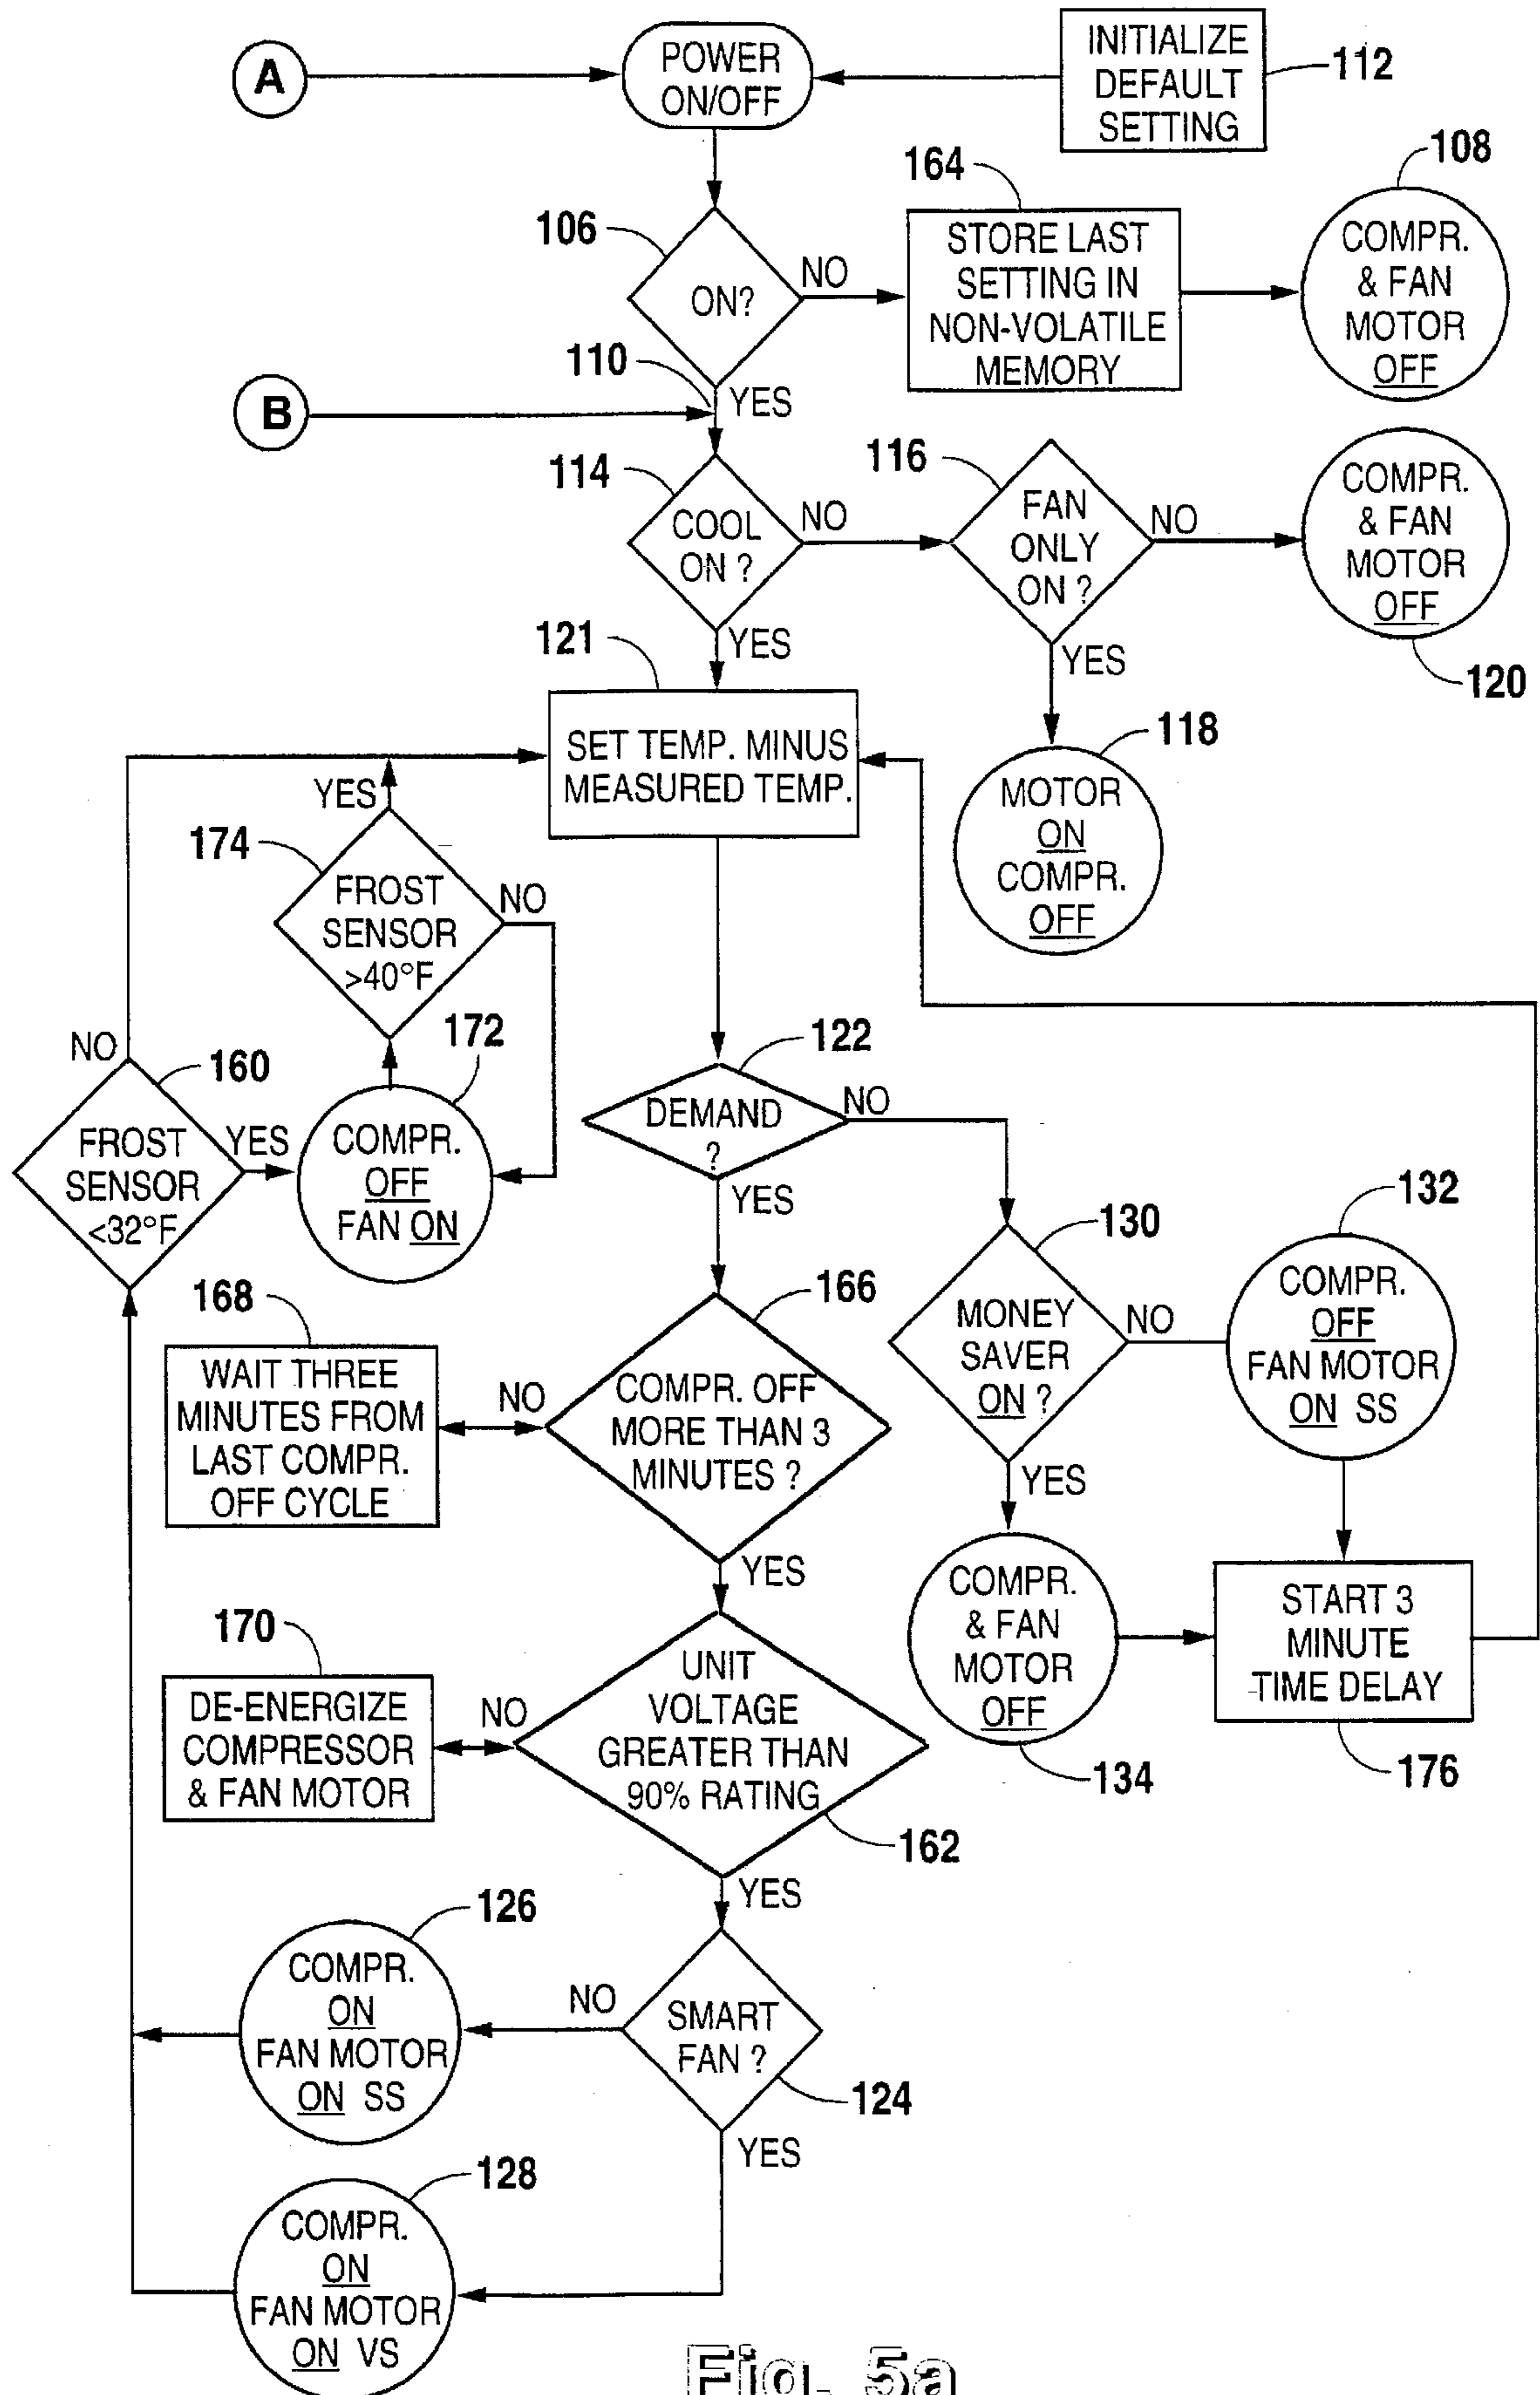 A
POWER
ON/OFF
INITIALIZE
DEFAULT
SETTING
112
106
ON?
NO
164
STORE LAST
SETTING IN
NON-VOLATILE
MEMORY
108
COMPR.
& FAN
MOTOR
OFF
110
YES
B
114
COOL
ON ?
NO
116
FAN
ONLY
ON ?
NO
COMPR.
& FAN
MOTOR
OFF
120
YES
118
MOTOR
ON
COMPR.
OFF
YES
121
SET TEMP. MINUS
MEASURED TEMP.
YES
174
FROST
SENSOR
>40°F
NO
172
COMPR.
OFF
FAN ON
NO
160
FROST
SENSOR
<32°F
YES
122
DEMAND
?
NO
YES
130
MONEY
SAVER
ON ?
NO
132
COMPR.
OFF
FAN MOTOR
ON SS
YES
COMPR.
& FAN
MOTOR
OFF
134
START 3
MINUTE
TIME DELAY
176
166
COMPR. OFF
MORE THAN 3
MINUTES ?
NO
168
WAIT THREE
MINUTES FROM
LAST COMPR.
OFF CYCLE
YES
UNIT
VOLTAGE
GREATER THAN
90% RATING
162
NO
170
DE-ENERGIZE
COMPRESSOR
& FAN MOTOR
YES
SMART
FAN ?
124
NO
126
COMPR.
ON
FAN MOTOR
ON SS
YES
128
COMPR.
ON
FAN MOTOR
ON VS
Fig. 5a